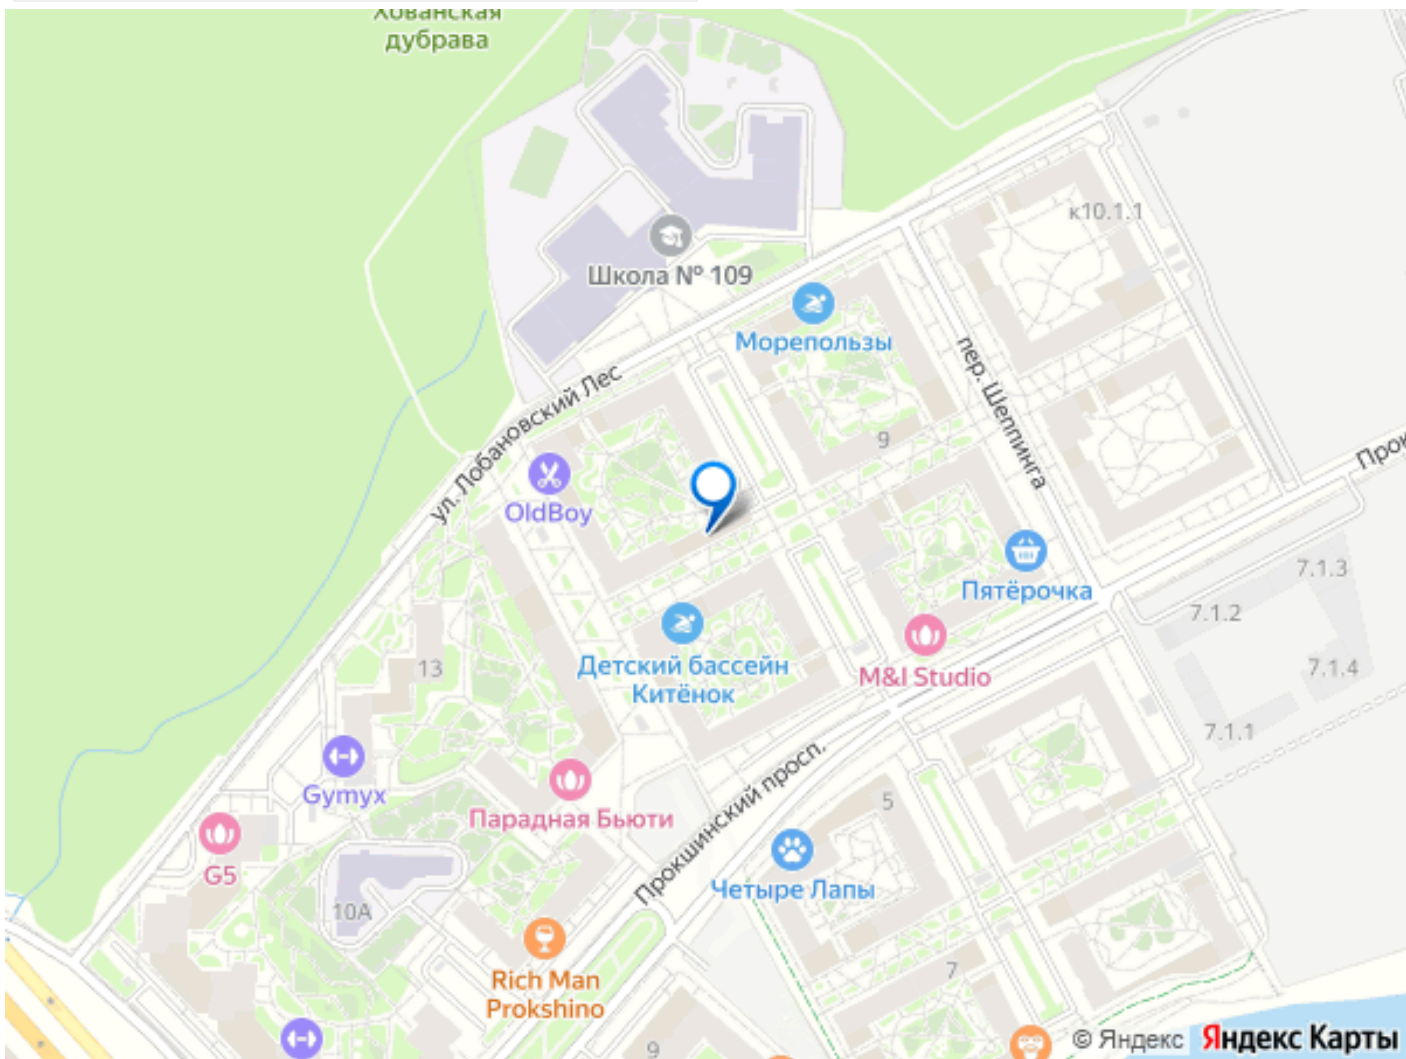 Хованская
дубрава
к10.1.1
Школа № 109
Морепользы
пер. Шеппинга
ул. Лобановский Лес
9
Прок
OldBoy
Пятёрочка
7.1.3
7.1.2
Детский бассейн
Китёнок
M&I Studio
13
7.1.4
7.1.1
Gymyx
Парадная Бьюти
Прокшинский просп.
5
G5
Четыре Лапы
10А
Rich Man
Prokshino
7
9
© Яндекс Яндекс Карты